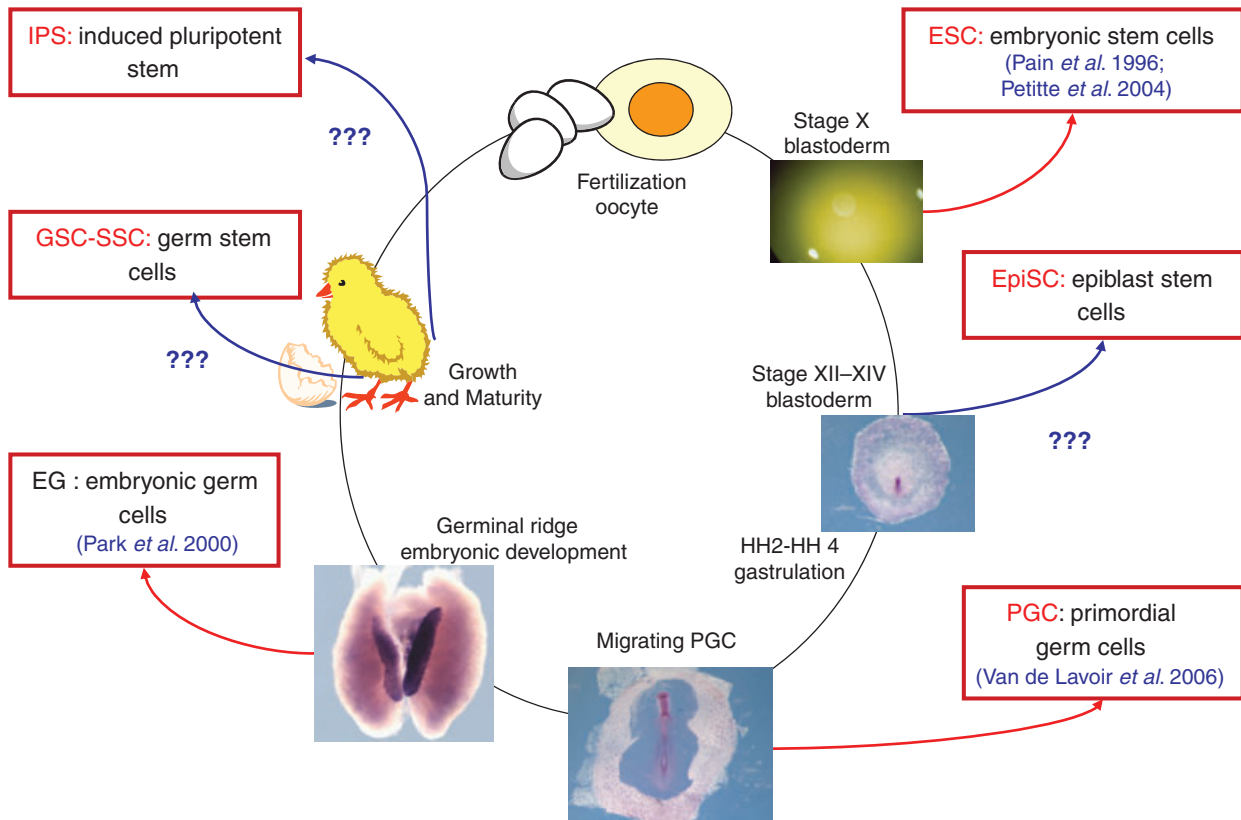 IPS: induced pluripotent
stem
???
GSC-SSC: germ stem
cells
???
EG : embryonic germ
cells
(Park et al. 2000)
Fertilization
oocyte
Stage X
blastoderm
ESC: embryonic stem cells
(Pain et al. 1996;
Petitte et al. 2004)
EpiSC: epiblast stem
cells
???
Stage XII–XIV
blastoderm
HH2-HH 4
gastrulation
PGC: primordial
germ cells
(Van de Lavoir et al. 2006)
Migrating PGC
Germinal ridge
embryonic development
Growth
and Maturity